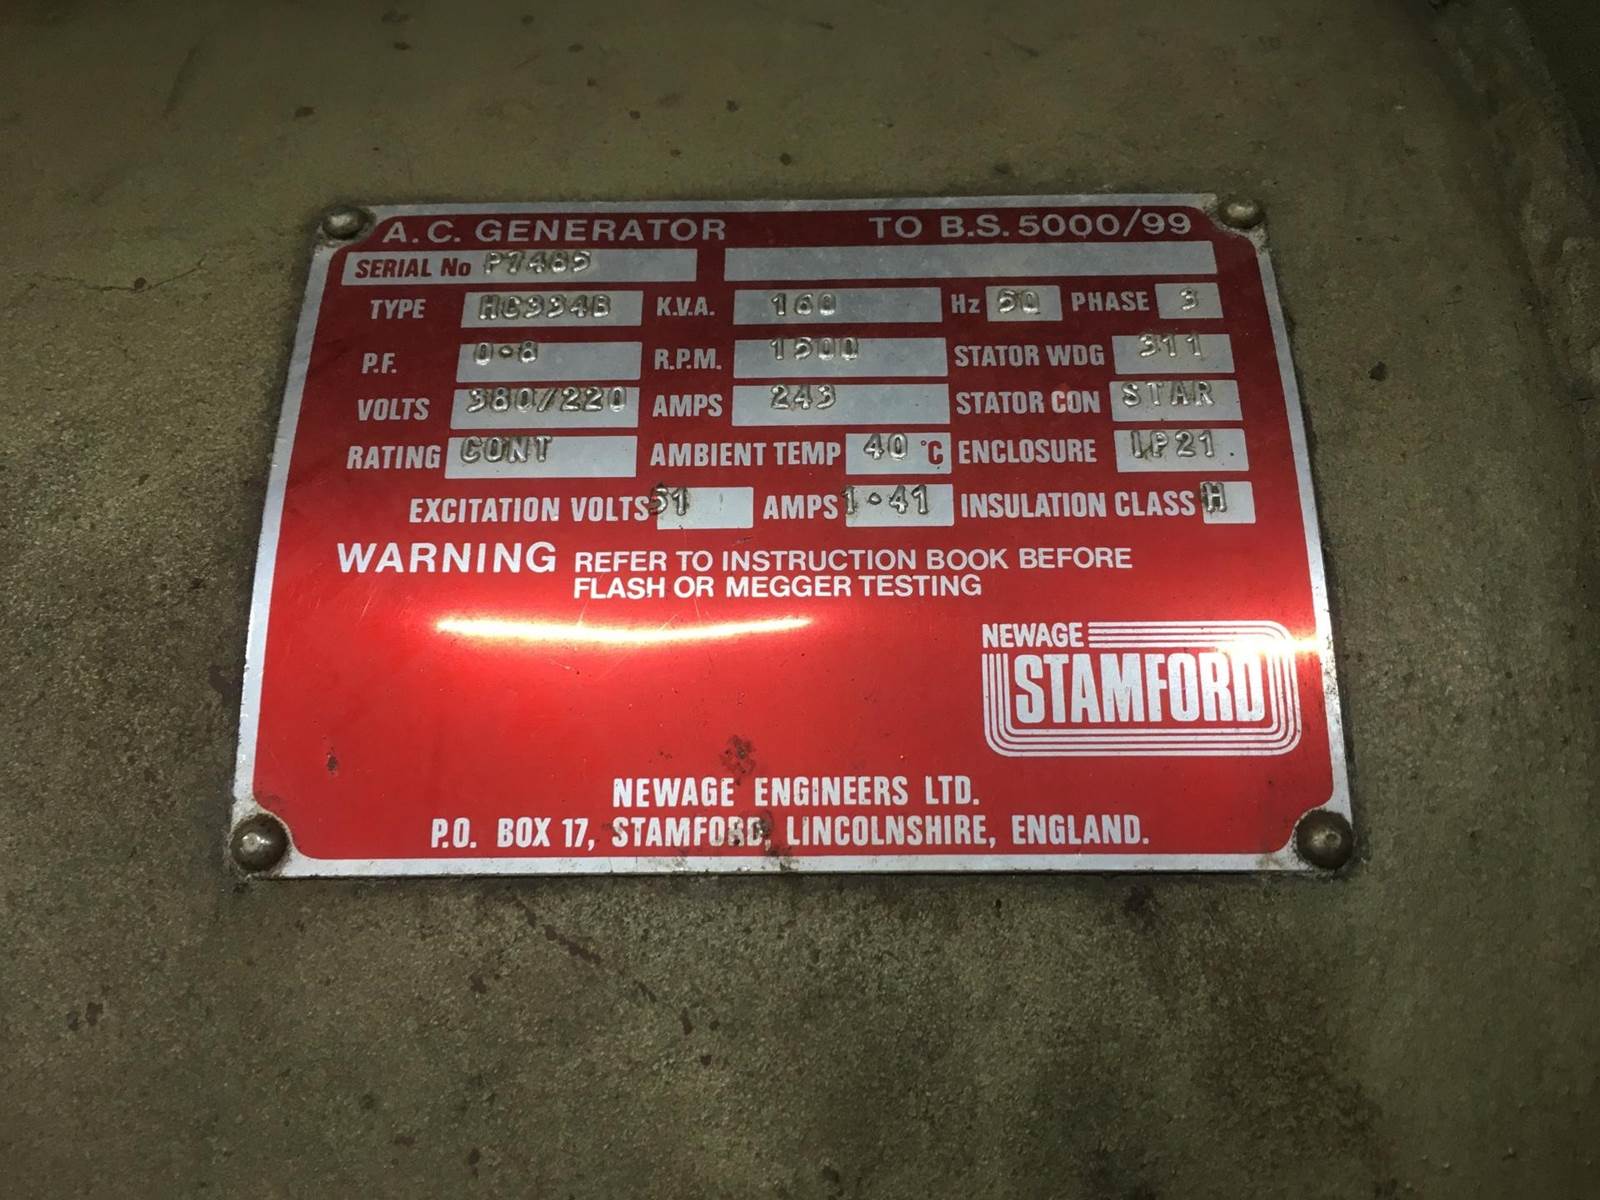 A.C. GENERATOR TO B.S. 5000/99
SERIAL No P7485
TYPE HC334B K.V.A. 160 Hz 50 PHASE 3
P.F. 0·8 R.P.M. 1500 STATOR WDG 311
VOLTS 380/220 AMPS 243 STATOR CON STAR
RATING CONT AMBIENT TEMP 40 °C ENCLOSURE IP21.
EXCITATION VOLTS 51 AMPS 1·41 INSULATION CLASS H
WARNING REFER TO INSTRUCTION BOOK BEFORE
FLASH OR MEGGER TESTING
NEWAGE
STAMFORD
NEWAGE ENGINEERS LTD.
P.O. BOX 17, STAMFORD, LINCOLNSHIRE, ENGLAND.